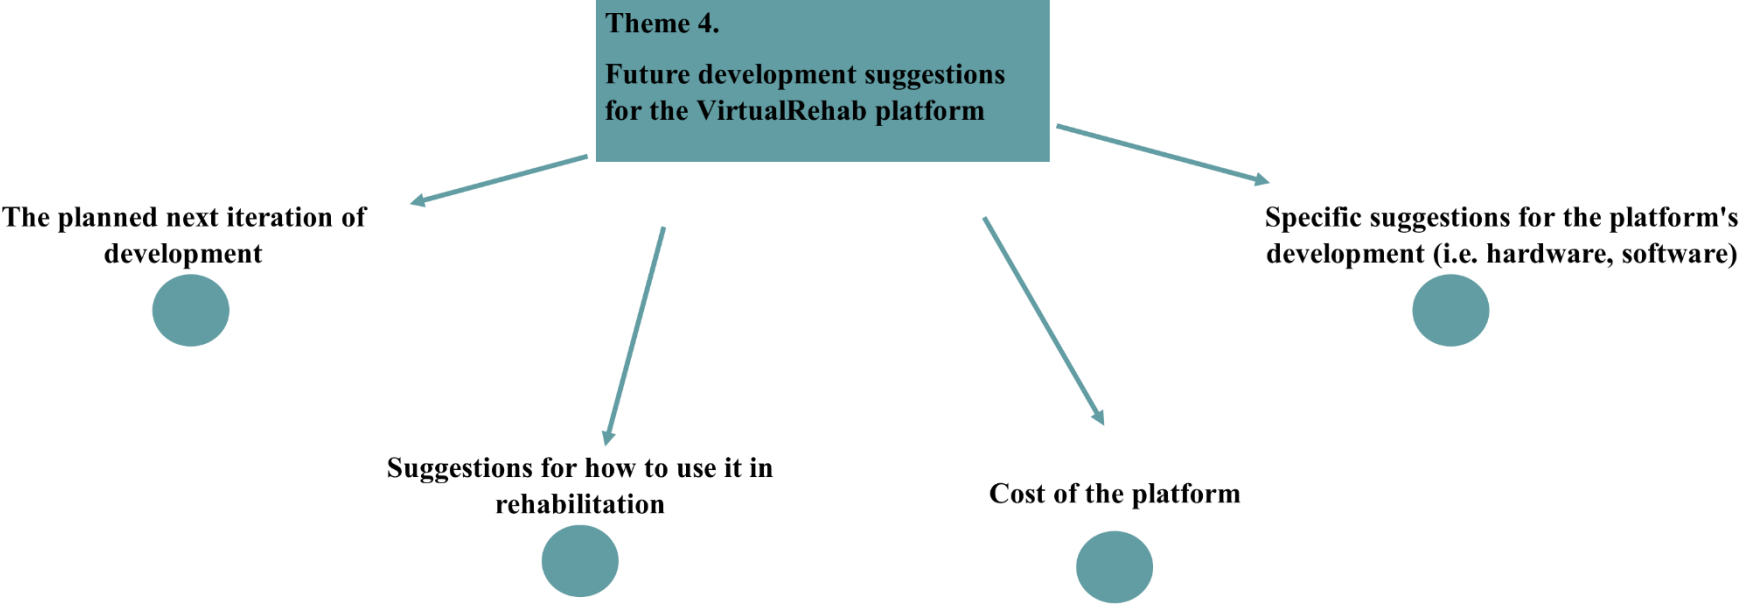 Theme 4.
Future development suggestions
for the VirtualRehab platform
The planned next iteration of
development
Specific suggestions for the platform's
development (i.e. hardware, software)
Suggestions for how to use it in
rehabilitation
Cost of the platform